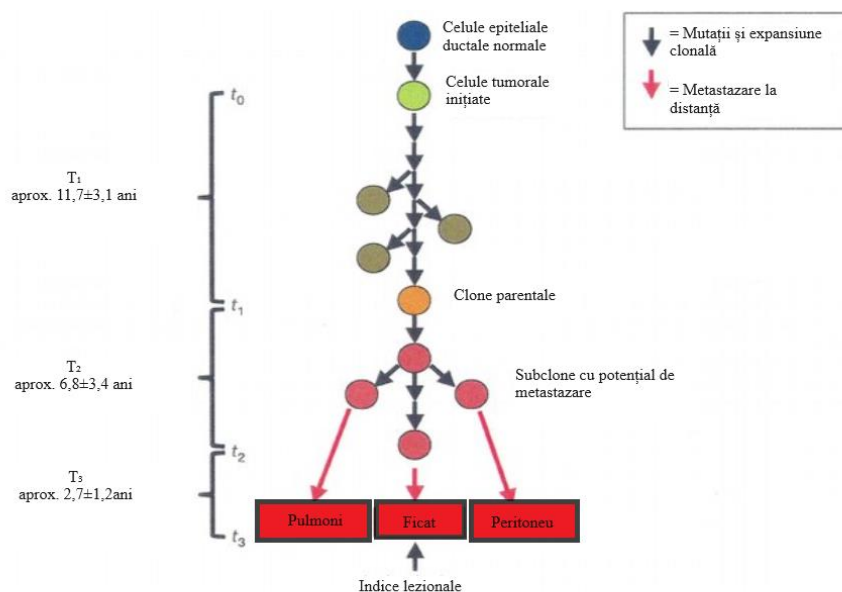 Celule epiteliale
ductale normale
= Mutații și expansiune
clonală
= Metastazare la
distanță
Celule tumorale
inițiate
t0
T1
aprox. 11,7±3,1 ani
Clone parentale
t1
T2
aprox. 6,8±3,4 ani
Subclone cu potențial de
metastazare
t2
T3
aprox. 2,7±1,2ani
Pulmoni
Ficat
Peritoneu
t3
Indice lezionale